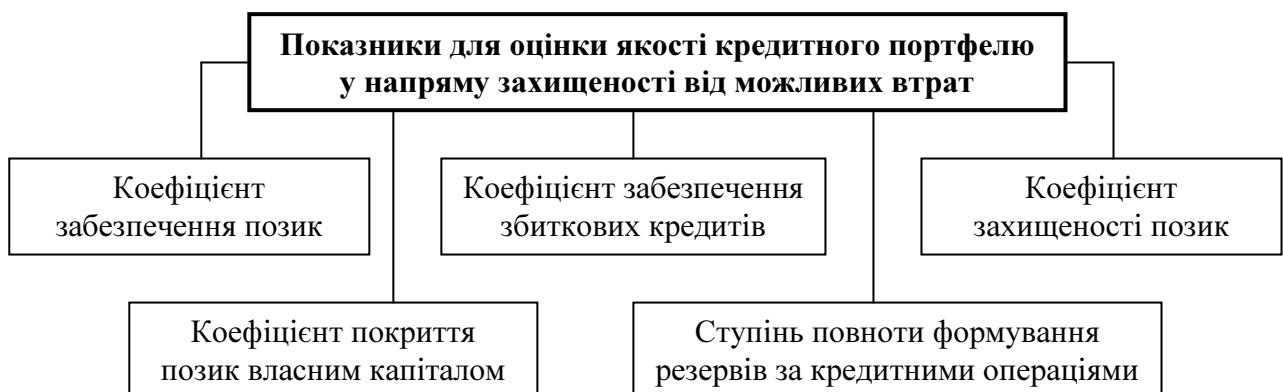 Показники для оцінки якості кредитного портфелю
у напряму захищеності від можливих втрат
Коефіцієнт
забезпечення позик
Коефіцієнт забезпечення
збиткових кредитів
Коефіцієнт
захищеності позик
Коефіцієнт покриття
позик власним капіталом
Ступінь повноти формування
резервів за кредитними операціями